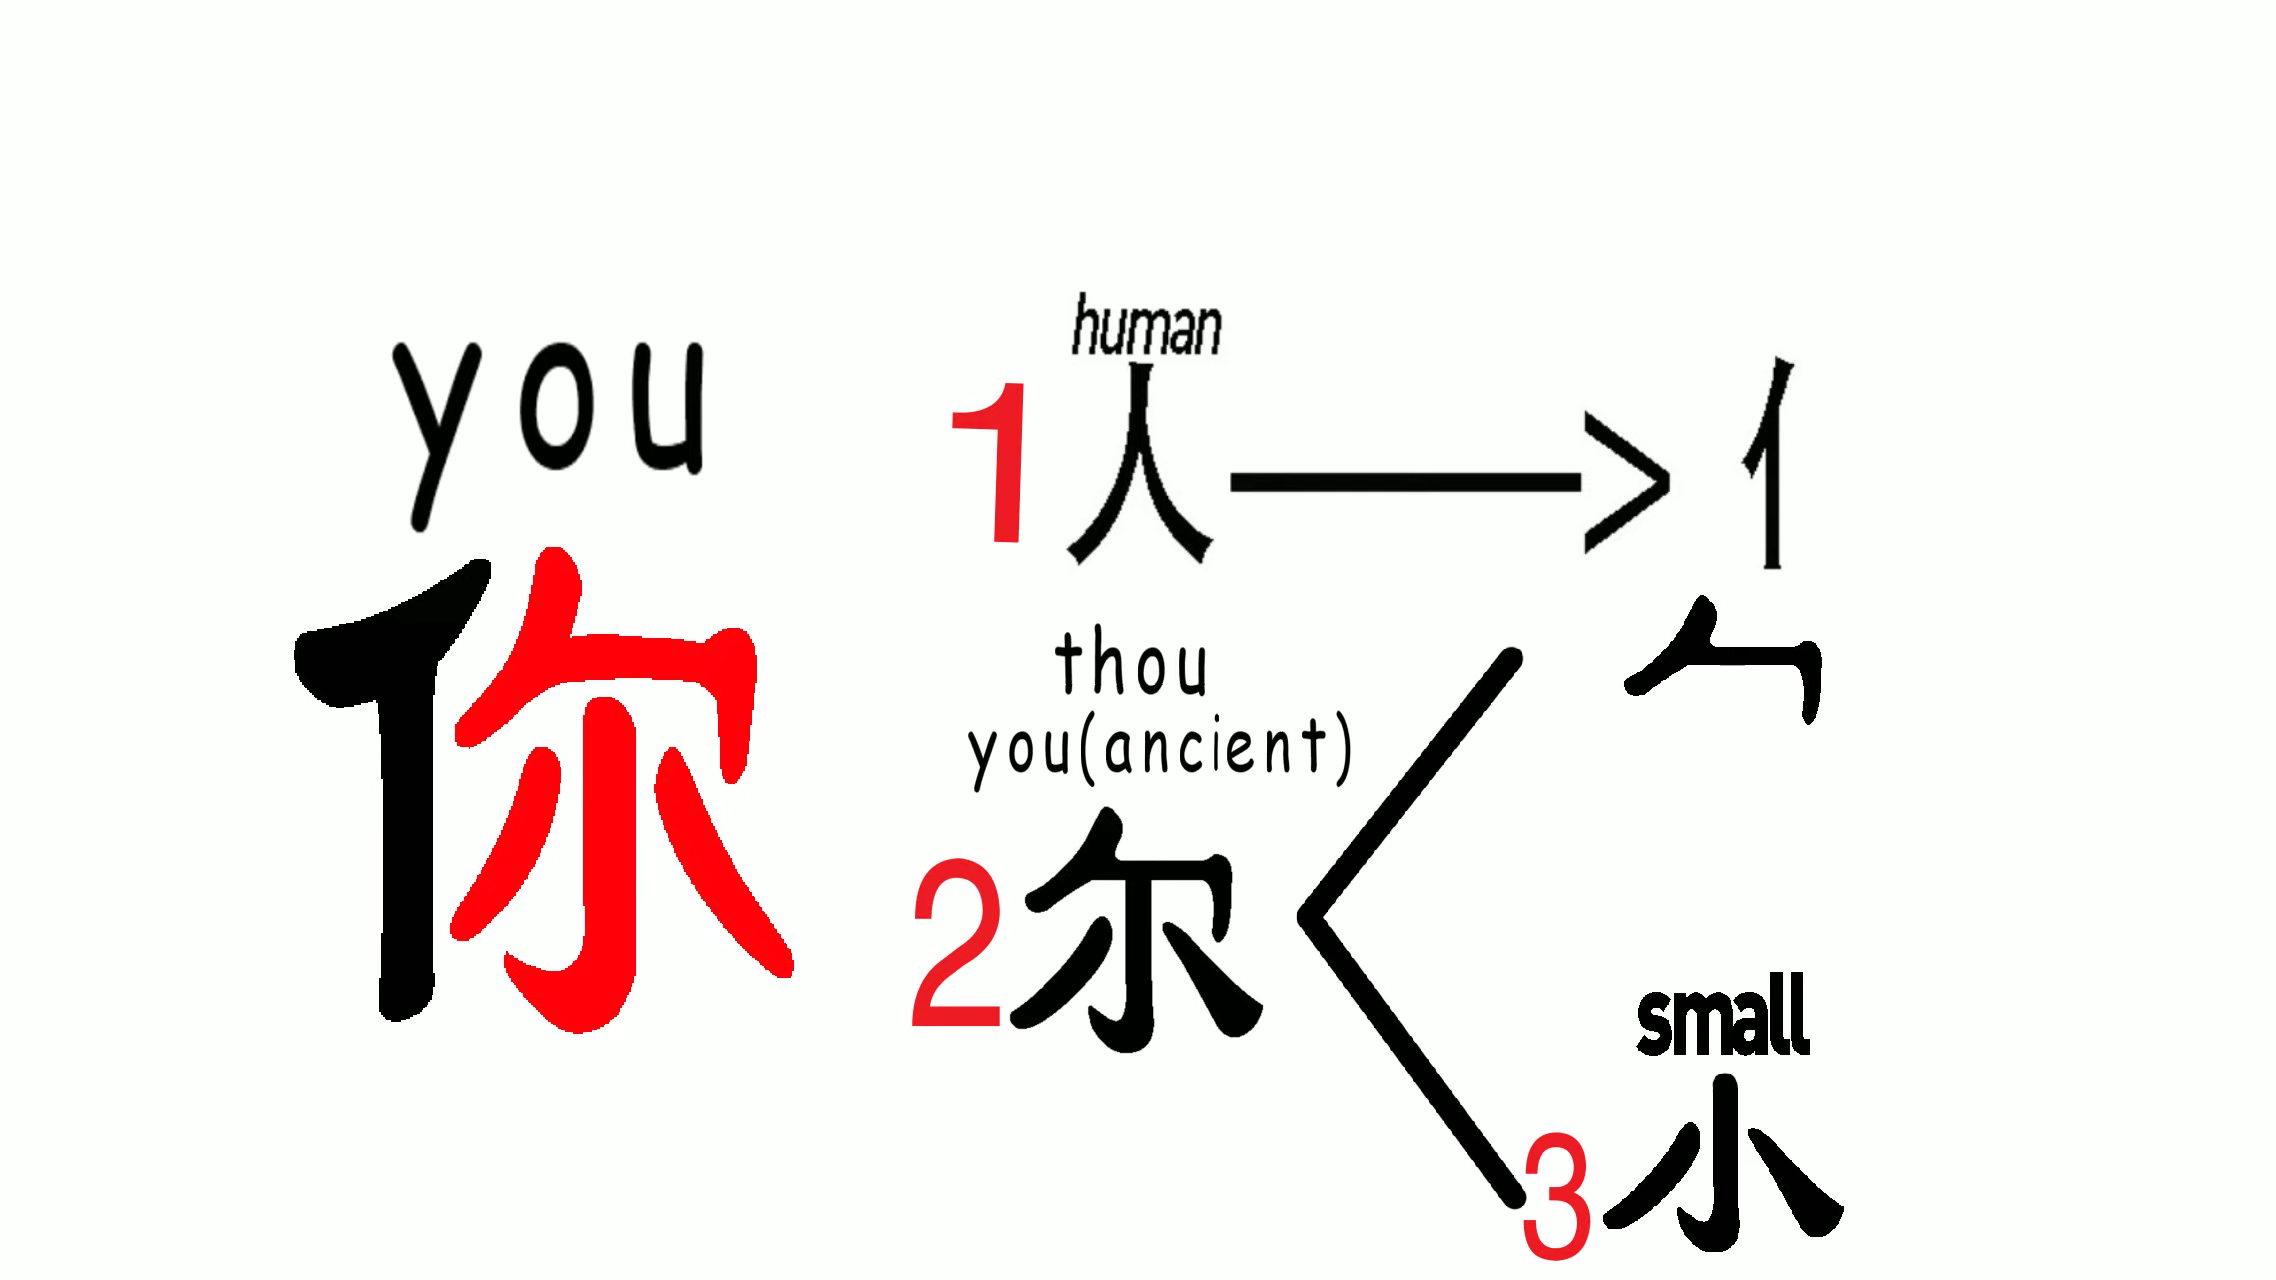 you
你
human
1 人 —> 亻
thou
you(ancient)
2 尔
⺈
small
3 小